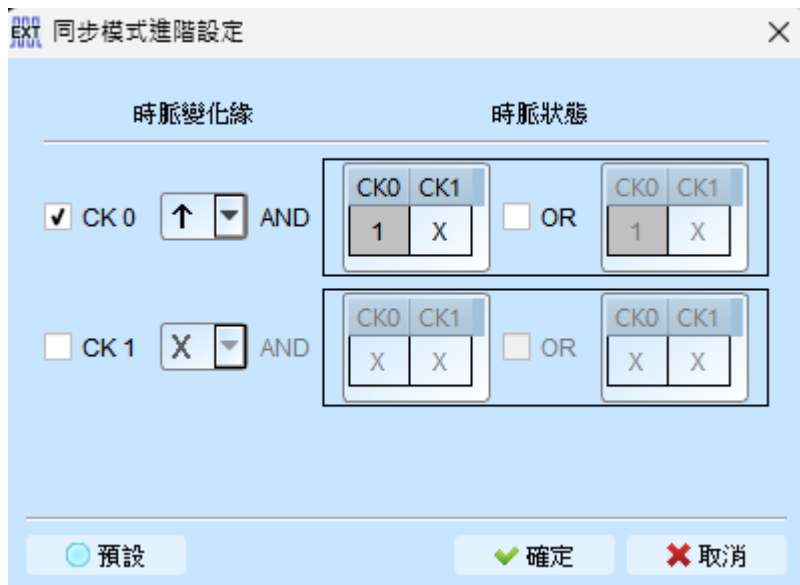 EXT 同步模式進階設定
時脈變化緣 時脈狀態
CK0 CK1 CK0 CK1
CK 0 ↑ AND 1 X OR 1 X
CK0 CK1 CK0 CK1
CK 1 X AND X X OR X X
預設 確定 取消